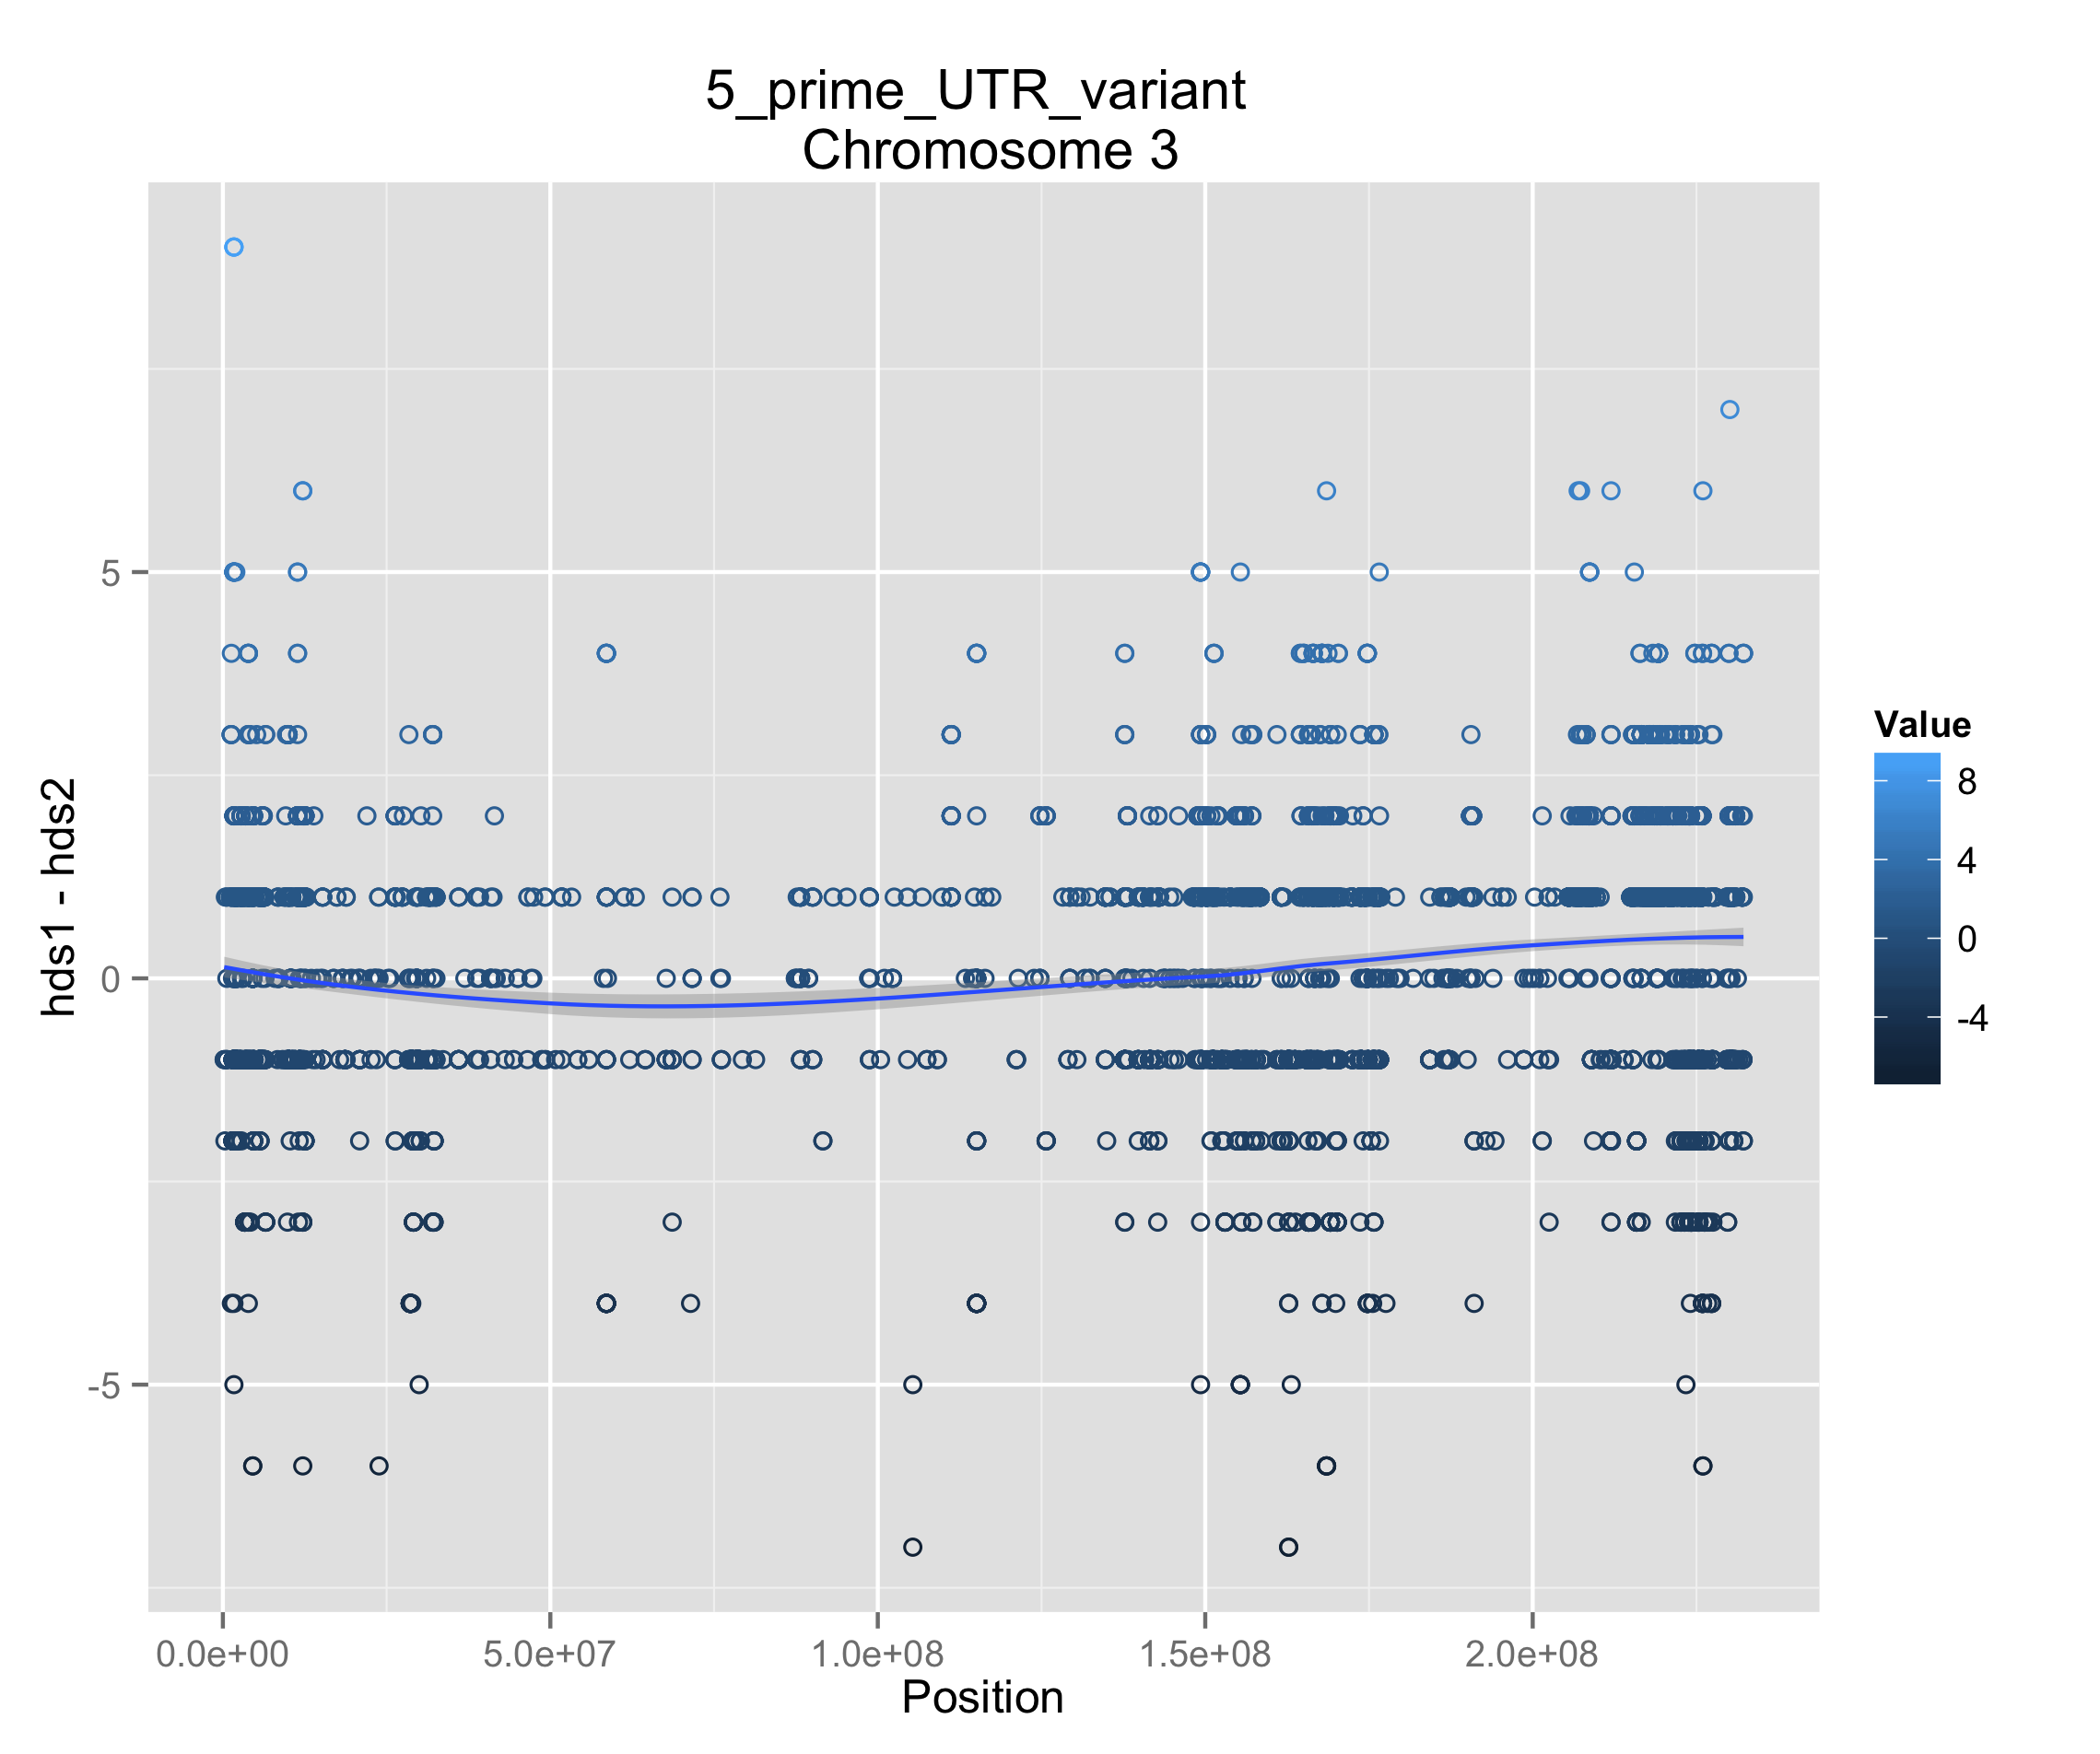 5_prime_UTR_variant
Chromosome 3
hds1 - hds2
5
0
-5
0.0e+00 5.0e+07 1.0e+08 1.5e+08 2.0e+08
Position
Value
8
4
0
-4